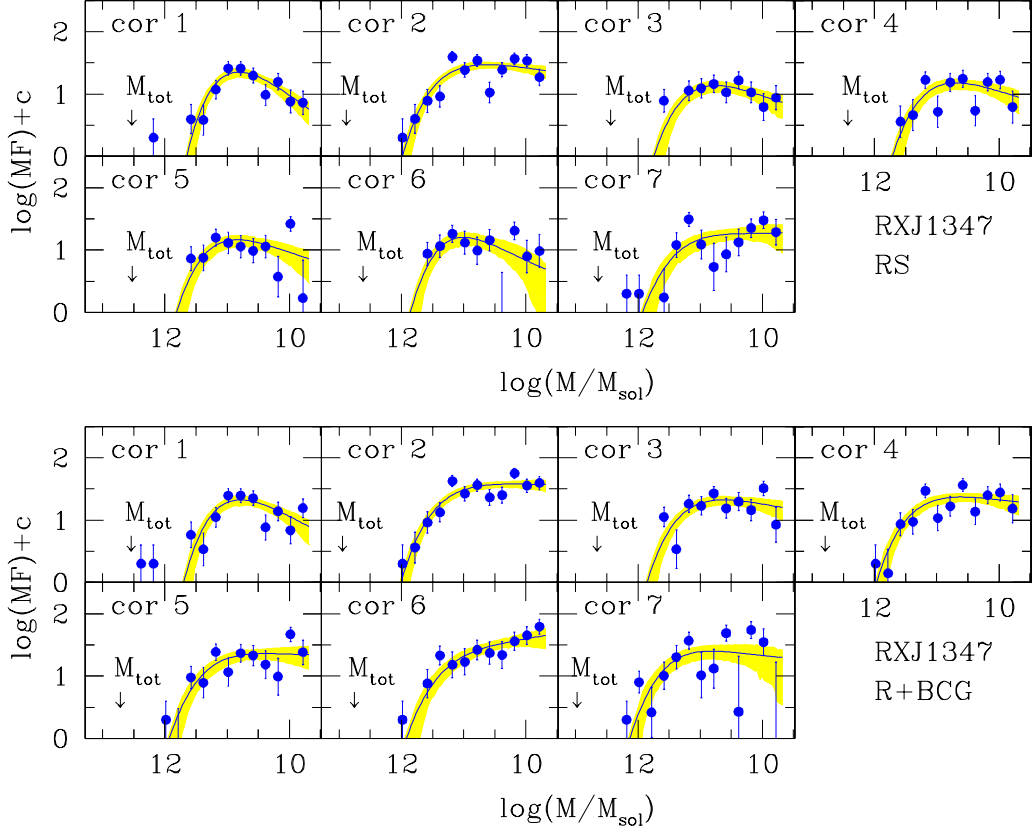 cor 1 cor 2 cor 3 cor 4
2
M_tot M_tot M_tot M_tot
1
0
12 10
cor 5 cor 6 cor 7
2
RXJ1347
M_tot M_tot M_tot
1
RS
0
12 10 12 10 12 10
log(MF)+c
log(M/M_sol)
cor 1 cor 2 cor 3 cor 4
2
M_tot M_tot M_tot M_tot
1
0
12 10
cor 5 cor 6 cor 7
2
RXJ1347
M_tot M_tot M_tot
1
R+BCG
0
12 10 12 10 12 10
log(MF)+c
log(M/M_sol)